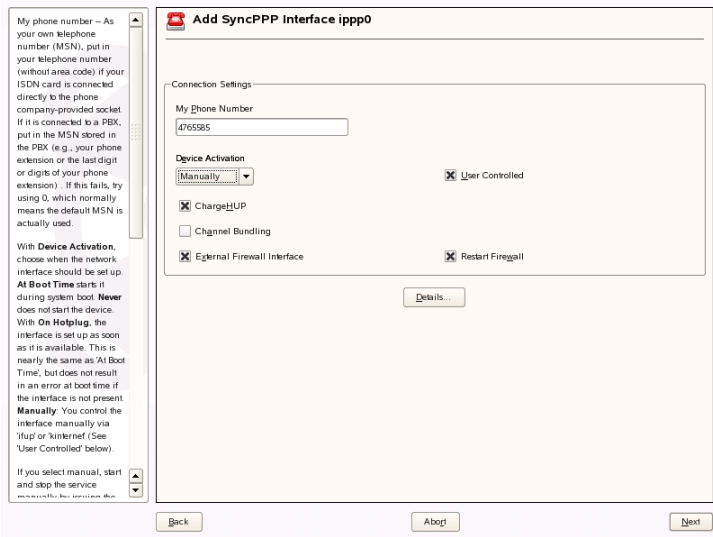 My phone number – As
your own telephone
number (MSN), put in
your telephone number
(without area code) if your
ISDN card is connected
directly to the phone
company-provided socket.
If it is connected to a PBX,
put in the MSN stored in
the PBX (e.g., your phone
extension or the last digit
or digits of your phone
extension) . If this fails, try
using 0, which normally
means the default MSN is
actually used.
With Device Activation,
choose when the network
interface should be set up.
At Boot Time starts it
during system boot. Never
does not start the device.
With On Hotplug, the
interface is set up as soon
as it is available. This is
nearly the same as 'At Boot
Time', but does not result
in an error at boot time if
the interface is not present.
Manually: You control the
interface manually via
'ifup' or 'kinternet' (See
'User Controlled' below).
If you select manual, start
and stop the service
manually by issuing the
Add SyncPPP Interface ippp0
Connection Settings
My Phone Number
4765585
Device Activation
Manually
User Controlled
ChargeHUP
Channel Bundling
External Firewall Interface
Restart Firewall
Details...
Back
Abort
Next